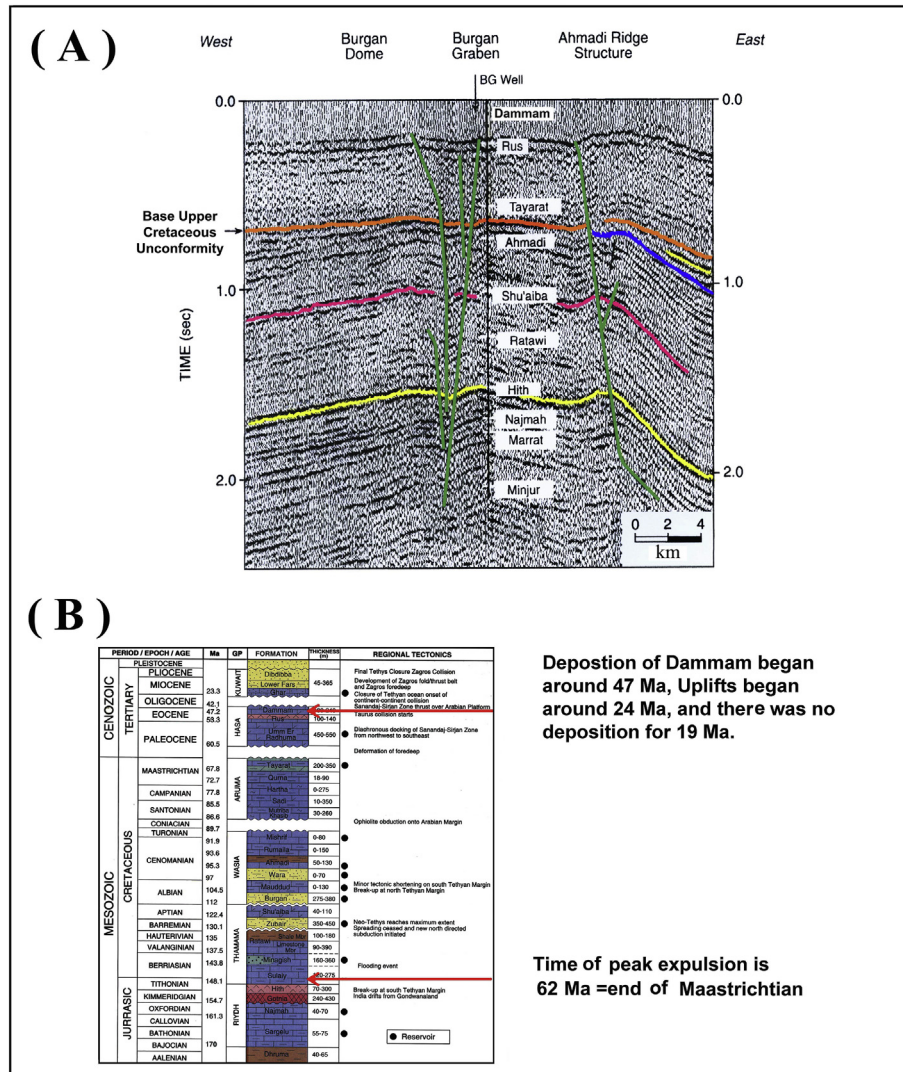 ( A )
West
Burgan
Dome
Burgan
Graben
Ahmadi Ridge
Structure
East
BG Well
0.0
0.0
Dammam
Rus
Tayarat
Base Upper
Cretaceous
Unconformity
Ahmadi
1.0
1.0
Shu'aiba
TIME (sec)
Ratawi
Hith
Najmah
Marrat
2.0
2.0
Minjur
0 2 4
km
( B )
PERIOD / EPOCH / AGE Ma GP FORMATION THICKNESS (m) REGIONAL TECTONICS
CENOZOIC
TERTIARY
PLEISTOCENE
PLIOCENE
MIOCENE
23.3
OLIGOCENE
42.1
47.2
EOCENE
59.3
PALEOCENE
60.5
KUWAIT
Dibdibba
Lower Fars
Ghar
45-365
HASA
Dammam
Rus
100-140
Umm Er
Radhuma
450-550
Final Tethys Closure Zagros Collision
Development of Zagros fold/thrust belt
and Zagros foredeep
Closure of Tethyan ocean onset of
continent-continent collision
Sanandaj-Sirjan Zone thrust over Arabian Platform
Taurus collision starts
Diachronous docking of Sanandaj-Sirjan Zone
from northwest to southeast
Deformation of foredeep
MESOZOIC
CRETACEOUS
MAASTRICHTIAN
67.8
72.7
CAMPANIAN
77.8
85.5
SANTONIAN
86.6
CONIACIAN
89.7
TURONIAN
91.9
93.6
CENOMANIAN
95.3
97
ALBIAN
104.5
112
APTIAN
122.4
BARREMIAN
130.1
HAUTERIVIAN
135
VALANGINIAN
137.5
BERRIASIAN
143.8
ARUMA
Tayarat
200-350
Qurna
18-90
Hartha
0-275
Sadi
10-350
30-260
Ophiolite obduction onto Arabian Margin
WASIA
Mishrif
0-80
Rumaila
0-150
Ahmadi
50-130
Wara
0-70
Mauddud
0-130
Burgan
275-380
Minor tectonic shortening on south Tethyan Margin
Break-up at north Tethyan Margin
THAMAMA
Shu'aiba
40-110
Zubair
350-450
Ratawi
Shale Mbr
100-180
Limestone
Mbr
90-390
Minagish
160-360
Sulaiy
Neo-Tethys reaches maximum extent
Spreading ceased and new north directed
subduction initiated
Flooding event
JURRASIC
TITHONIAN
148.1
KIMMERIDGIAN
154.7
OXFORDIAN
161.3
CALLOVIAN
BATHONIAN
BAJOCIAN
170
AALENIAN
RIYDH
Hith
70-300
Gotnia
240-430
Najmah
40-70
Sargelu
55-75
Dhruma
40-65
Break-up at south Tethyan Margin
India drifts from Gondwansland
Reservoir
Depostion of Dammam began
around 47 Ma, Uplifts began
around 24 Ma, and there was no
deposition for 19 Ma.
Time of peak expulsion is
62 Ma =end of Maastrichtian